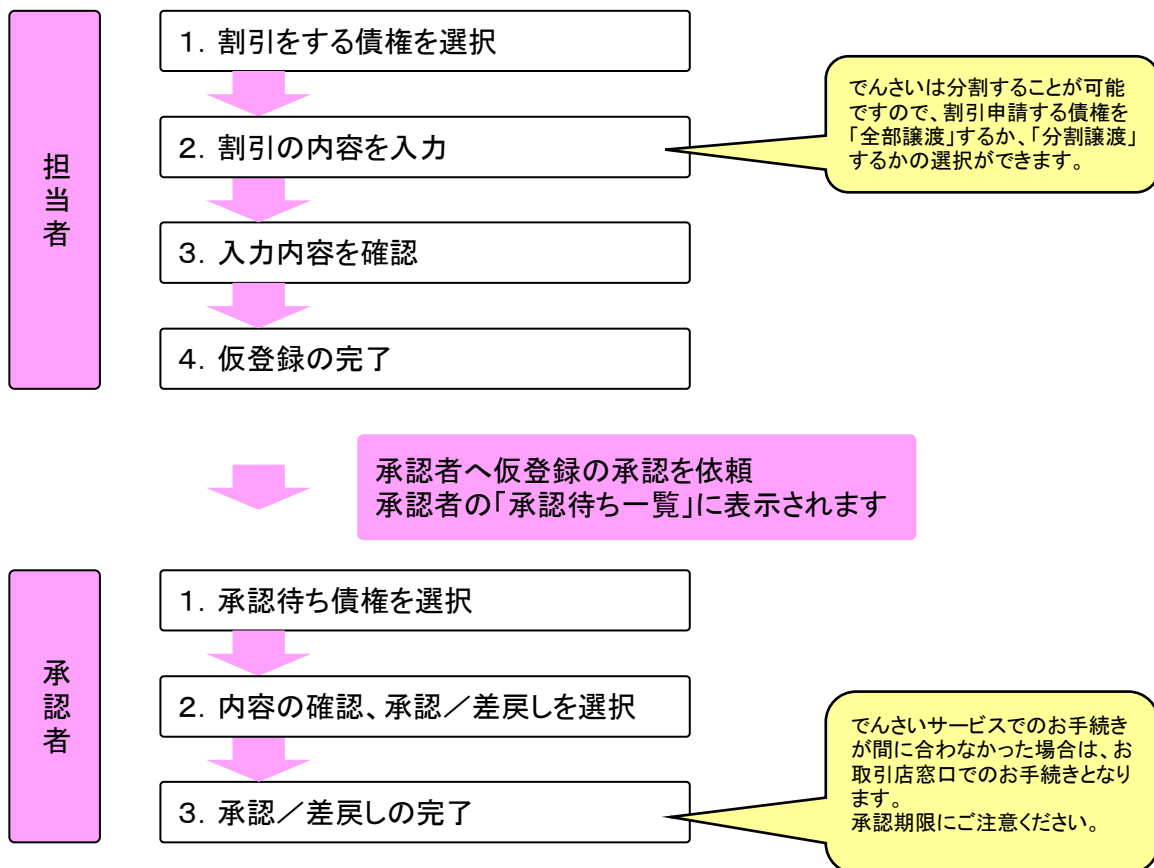 担当者
1．割引をする債権を選択
2．割引の内容を入力
でんさいは分割することが可能
ですので、割引申請する債権を
「全部譲渡」するか、「分割譲渡」
するかの選択ができます。
3．入力内容を確認
4．仮登録の完了
承認者へ仮登録の承認を依頼
承認者の「承認待ち一覧」に表示されます
承認者
1．承認待ち債権を選択
2．内容の確認、承認／差戻しを選択
3．承認／差戻しの完了
でんさいサービスでのお手続き
が間に合わなかった場合は、お
取引店窓口でのお手続きとなり
ます。
承認期限にご注意ください。